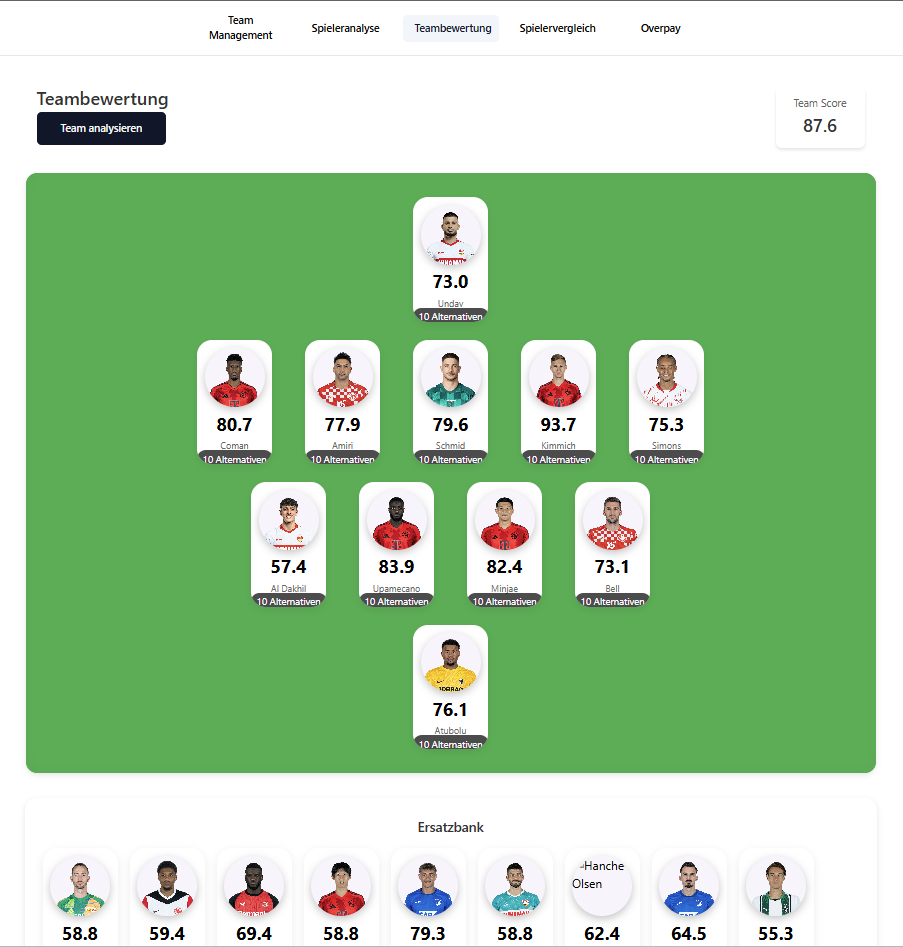 Team
Management
Spieleranalyse
Teambewertung
Spielervergleich
Overpay
Teambewertung
Team analysieren
Team Score
87.6
73.0
Undav
10 Alternativen
80.7
77.9
79.6
93.7
75.3
Coman
Amiri
Schmid
Kimmich
Simons
10 Alternativen
10 Alternativen
10 Alternativen
10 Alternativen
10 Alternativen
57.4
83.9
82.4
73.1
Al Dakhil
Upamecano
Minjae
Bell
10 Alternativen
10 Alternativen
10 Alternativen
10 Alternativen
76.1
Atubolu
10 Alternativen
Ersatzbank
Hanche
Olsen
58.8
59.4
69.4
58.8
79.3
58.8
62.4
64.5
55.3